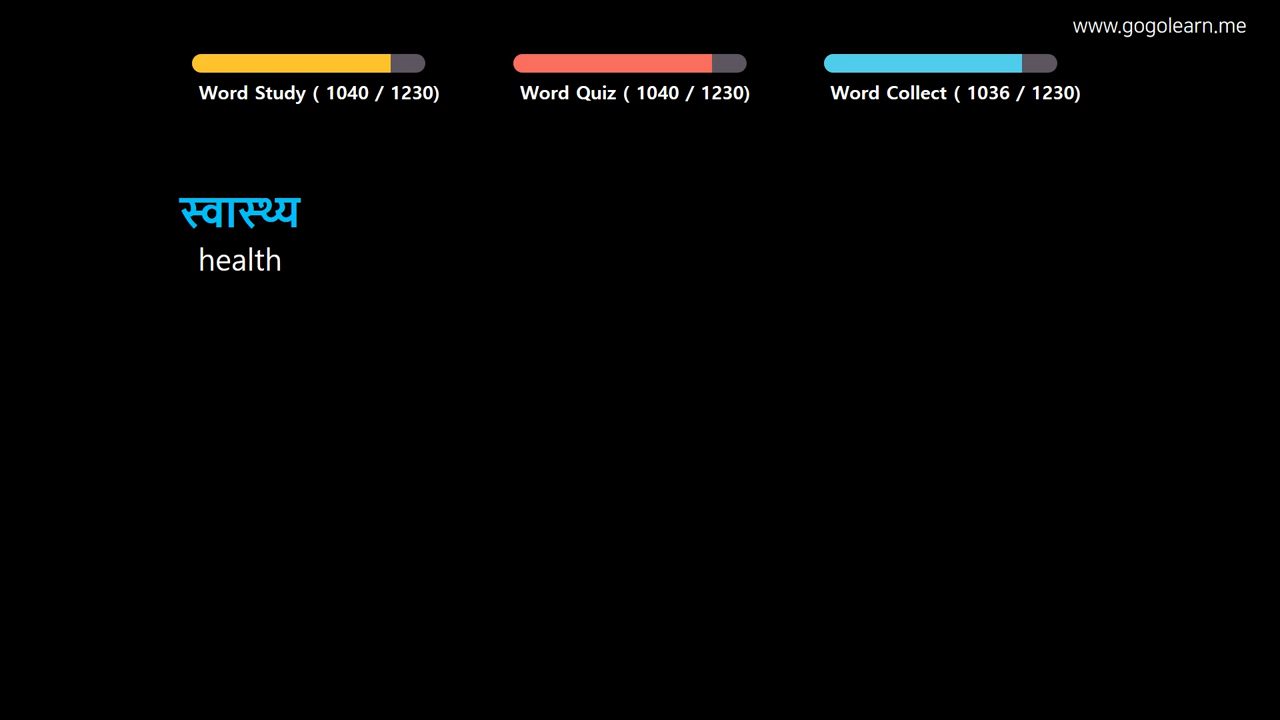 www.gogolearn.me
Word Study ( 1040 / 1230)
Word Quiz ( 1040 / 1230)
Word Collect ( 1036 / 1230)
स्वास्थ्य
health